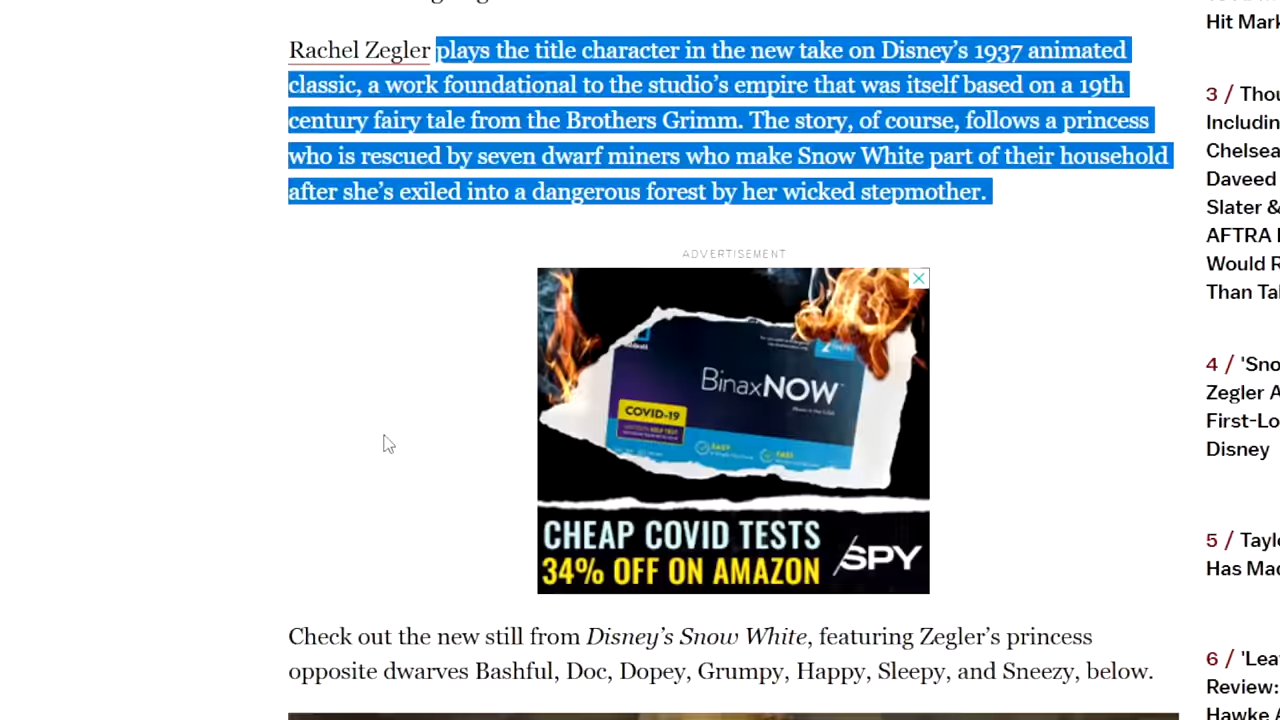 Hit Mark
Rachel Zegler plays the title character in the new take on Disney's 1937 animated
classic, a work foundational to the studio's empire that was itself based on a 19th
century fairy tale from the Brothers Grimm. The story, of course, follows a princess
who is rescued by seven dwarf miners who make Snow White part of their household
after she's exiled into a dangerous forest by her wicked stepmother.
ADVERTISEMENT
BinaxNOW
COVID-19
CHEAP COVID TESTS
34% OFF ON AMAZON
SPY
Check out the new still from Disney's Snow White, featuring Zegler's princess
opposite dwarves Bashful, Doc, Dopey, Grumpy, Happy, Sleepy, and Sneezy, below.
3 / Thou
Includin
Chelsea
Daveed
Slater &
AFTRA
Would R
Than Tal
4 / 'Sno
Zegler A
First-Lo
Disney
5 / Taylo
Has Mad
6 / 'Lea
Review:
Hawke